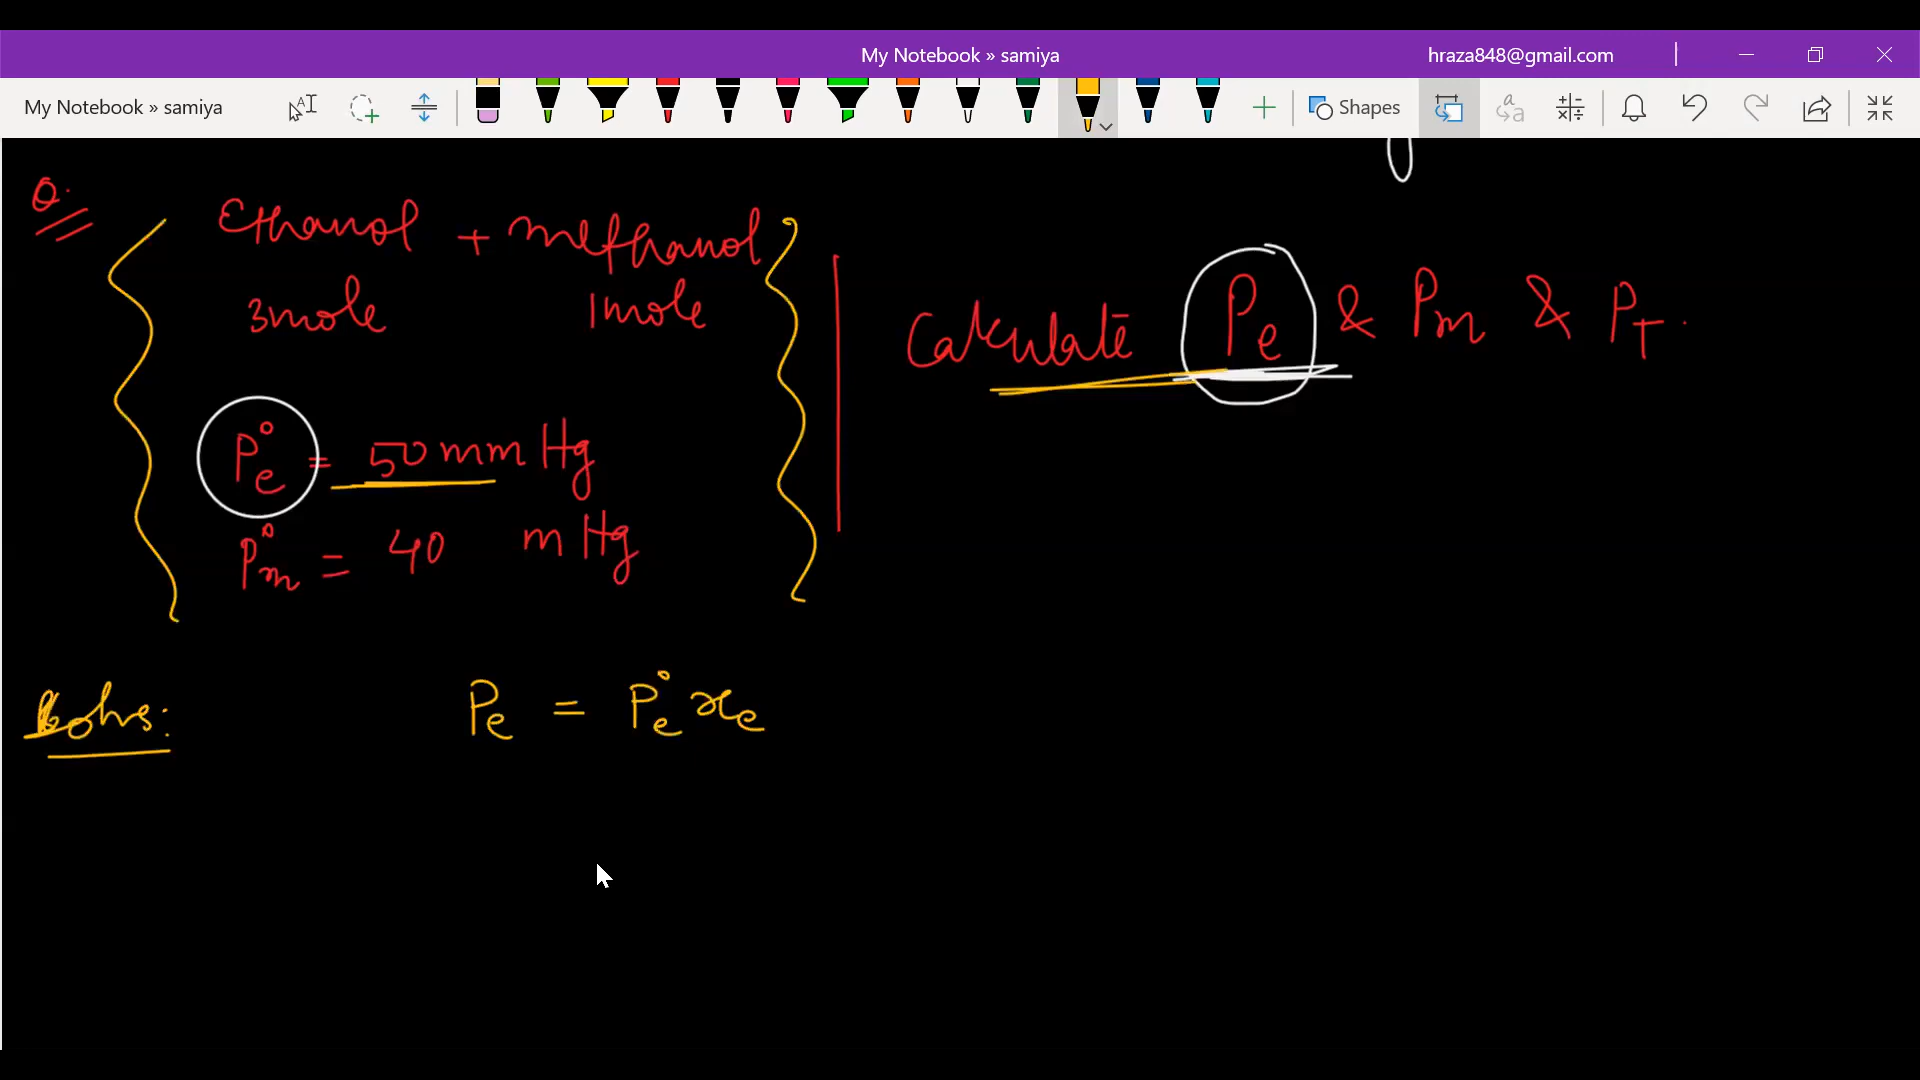 My Notebook » samiya
hraza848@gmail.com
My Notebook » samiya
Shapes
Q.
Ethanol + methanol
3mole 1mole
P°e = 50 mm Hg
P°m = 40 m Hg
Calculate Pe & Pm & PT.
Pe = P°e xe